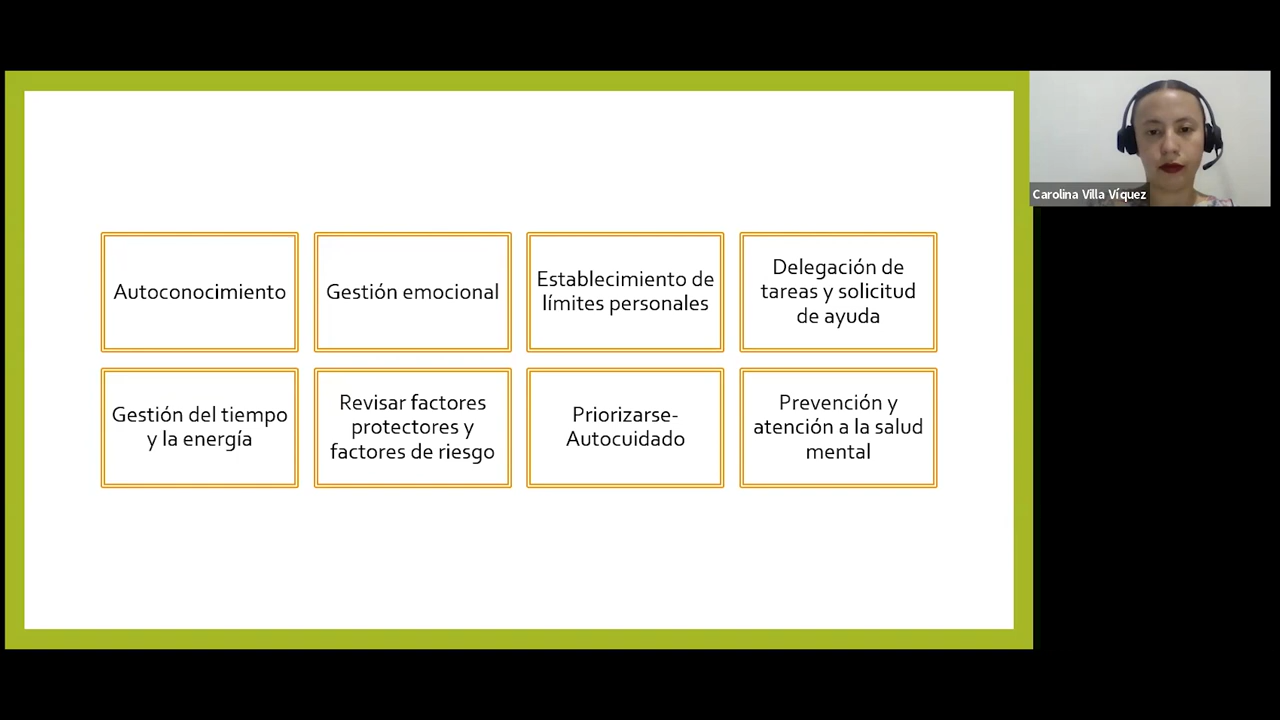 Autoconocimiento
Gestión emocional
Establecimiento de
límites personales
Delegación de
tareas y solicitud
de ayuda
Gestión del tiempo
y la energía
Revisar factores
protectores y
factores de riesgo
Priorizarse-
Autocuidado
Prevención y
atención a la salud
mental
Carolina Villa Víquez